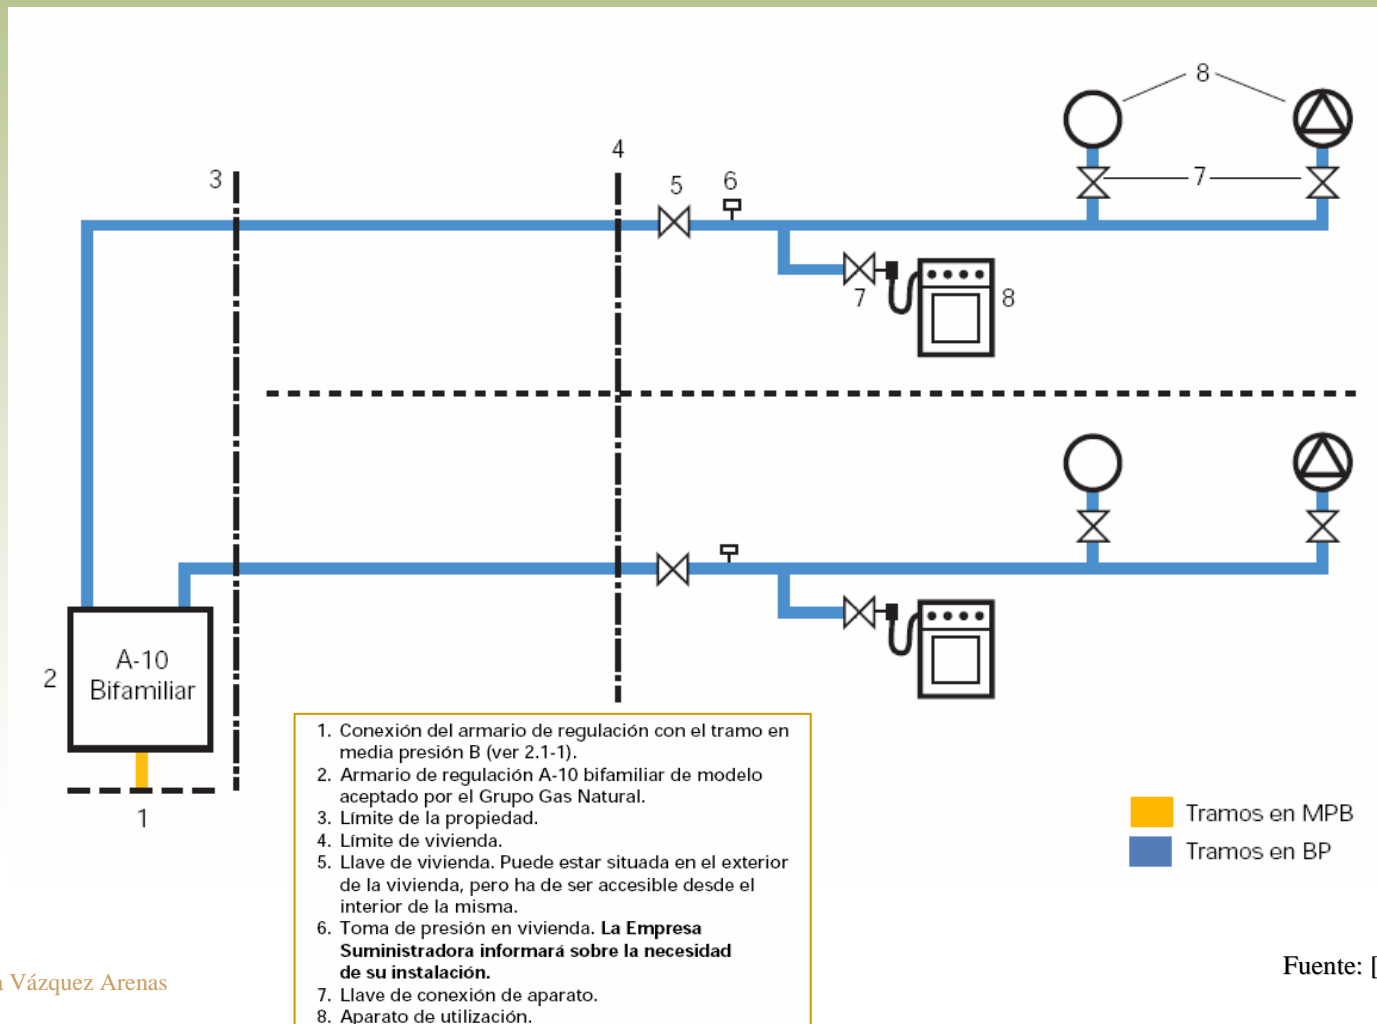 8
4
3
5
6
7
7
8
A-10
Bifamiliar
2
1
1. Conexión del armario de regulación con el tramo en
media presión B (ver 2.1-1).
2. Armario de regulación A-10 bifamiliar de modelo
aceptado por el Grupo Gas Natural.
3. Límite de la propiedad.
4. Límite de vivienda.
5. Llave de vivienda. Puede estar situada en el exterior
de la vivienda, pero ha de ser accesible desde el
interior de la misma.
6. Toma de presión en vivienda. La Empresa
Suministradora informará sobre la necesidad
de su instalación.
7. Llave de conexión de aparato.
8. Aparato de utilización.
Tramos en MPB
Tramos en BP
Vázquez Arenas
Fuente: [